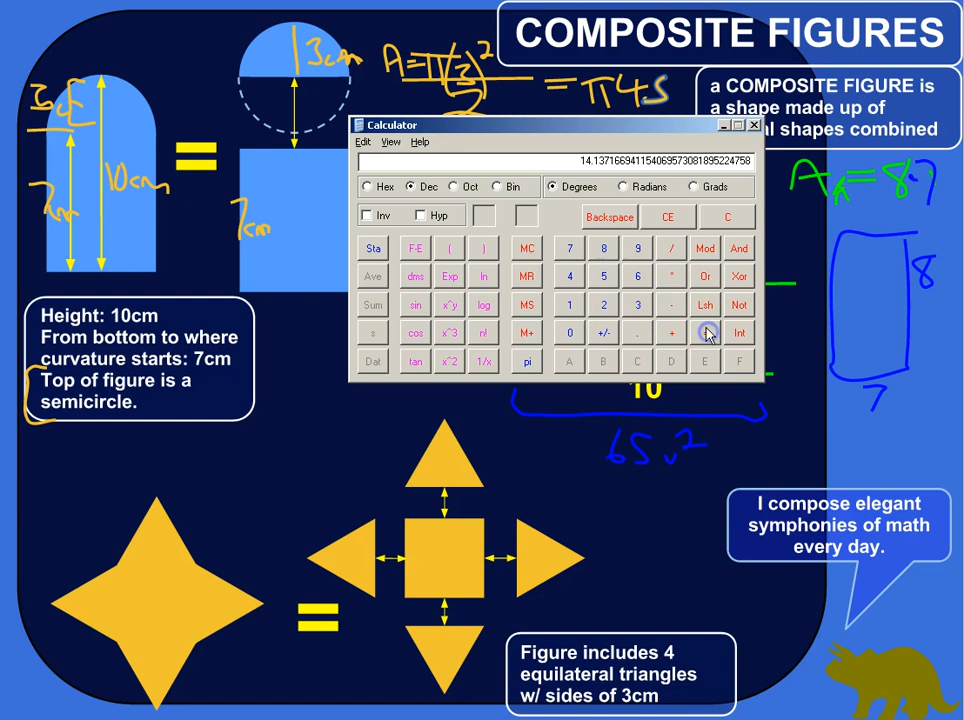 COMPOSITE FIGURES
a COMPOSITE FIGURE is
a shape made up of
shapes combined
3cm
A=π(3)²
2
= π4.5
10cm
7cm
Calculator
Edit View Help
14.137166941154069573081895224758
Hex Dec Oct Bin Degrees Radians Grads
Inv Hyp Backspace CE C
Sta F-E ( ) MC 7 8 9 / Mod And
Ave dms Exp ln MR 4 5 6 * Or Xor
Sum sin x^y log MS 1 2 3 - Lsh Not
s cos x^3 n! M+ 0 +/- . + Int
Dat tan x^2 1/x pi A B C D E F
= 8·7
8
7
10
65u²
Height: 10cm
From bottom to where
curvature starts: 7cm
Top of figure is a
semicircle.
=
=
I compose elegant
symphonies of math
every day.
Figure includes 4
equilateral triangles
w/ sides of 3cm